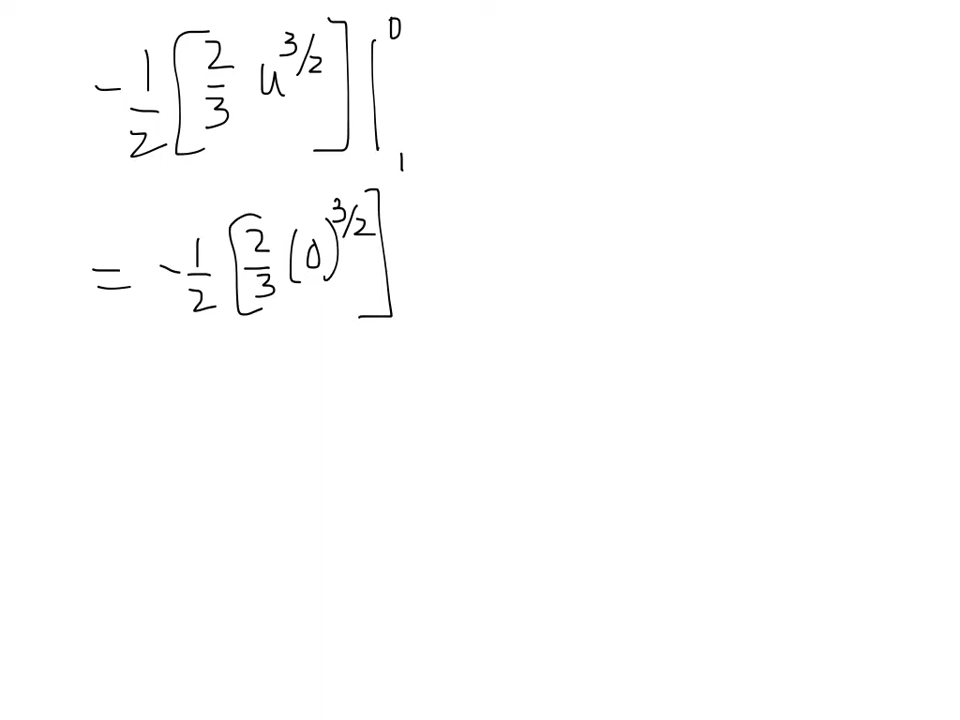 -1/2 [2/3 u^3/2] |_1^0
= -1/2 [2/3 (0)^3/2]